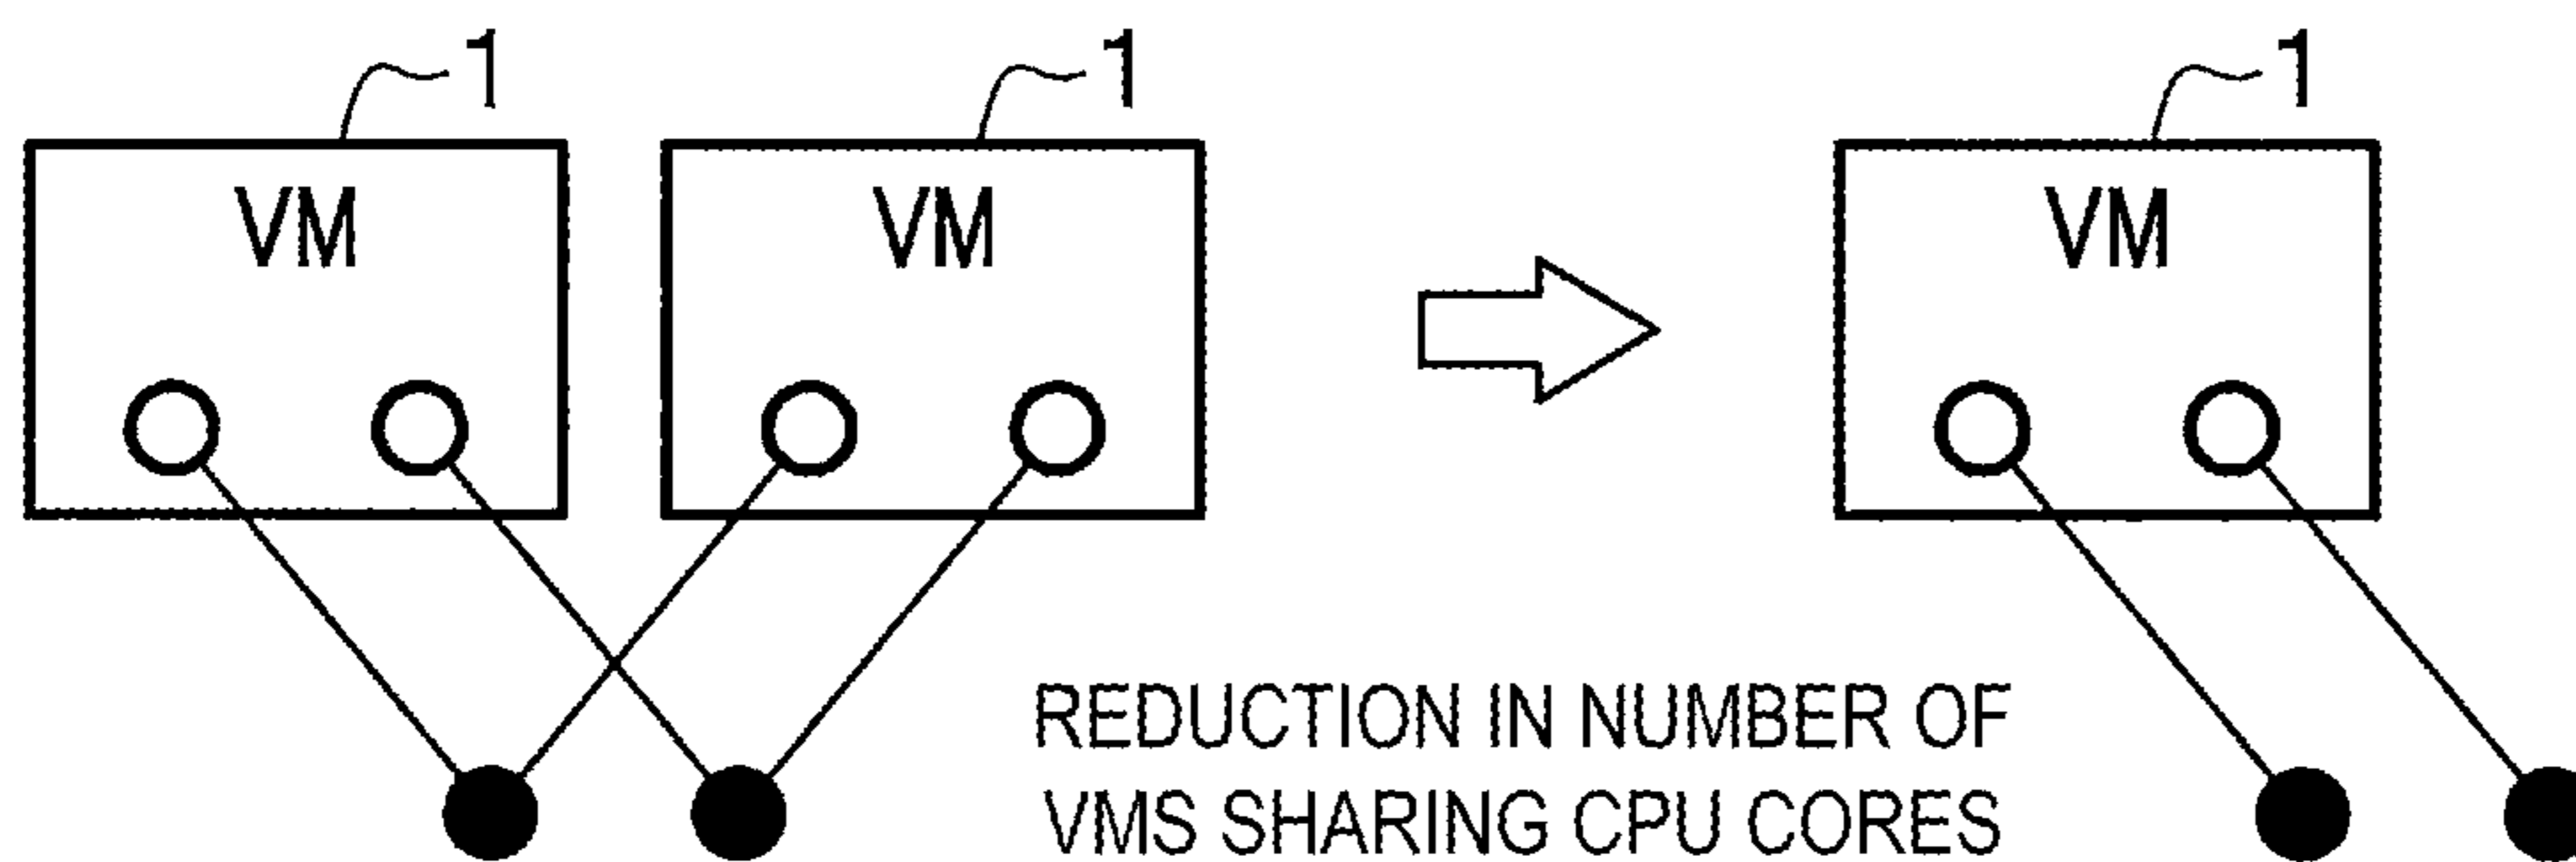 1 1 1
VM VM VM
REDUCTION IN NUMBER OF
VMS SHARING CPU CORES